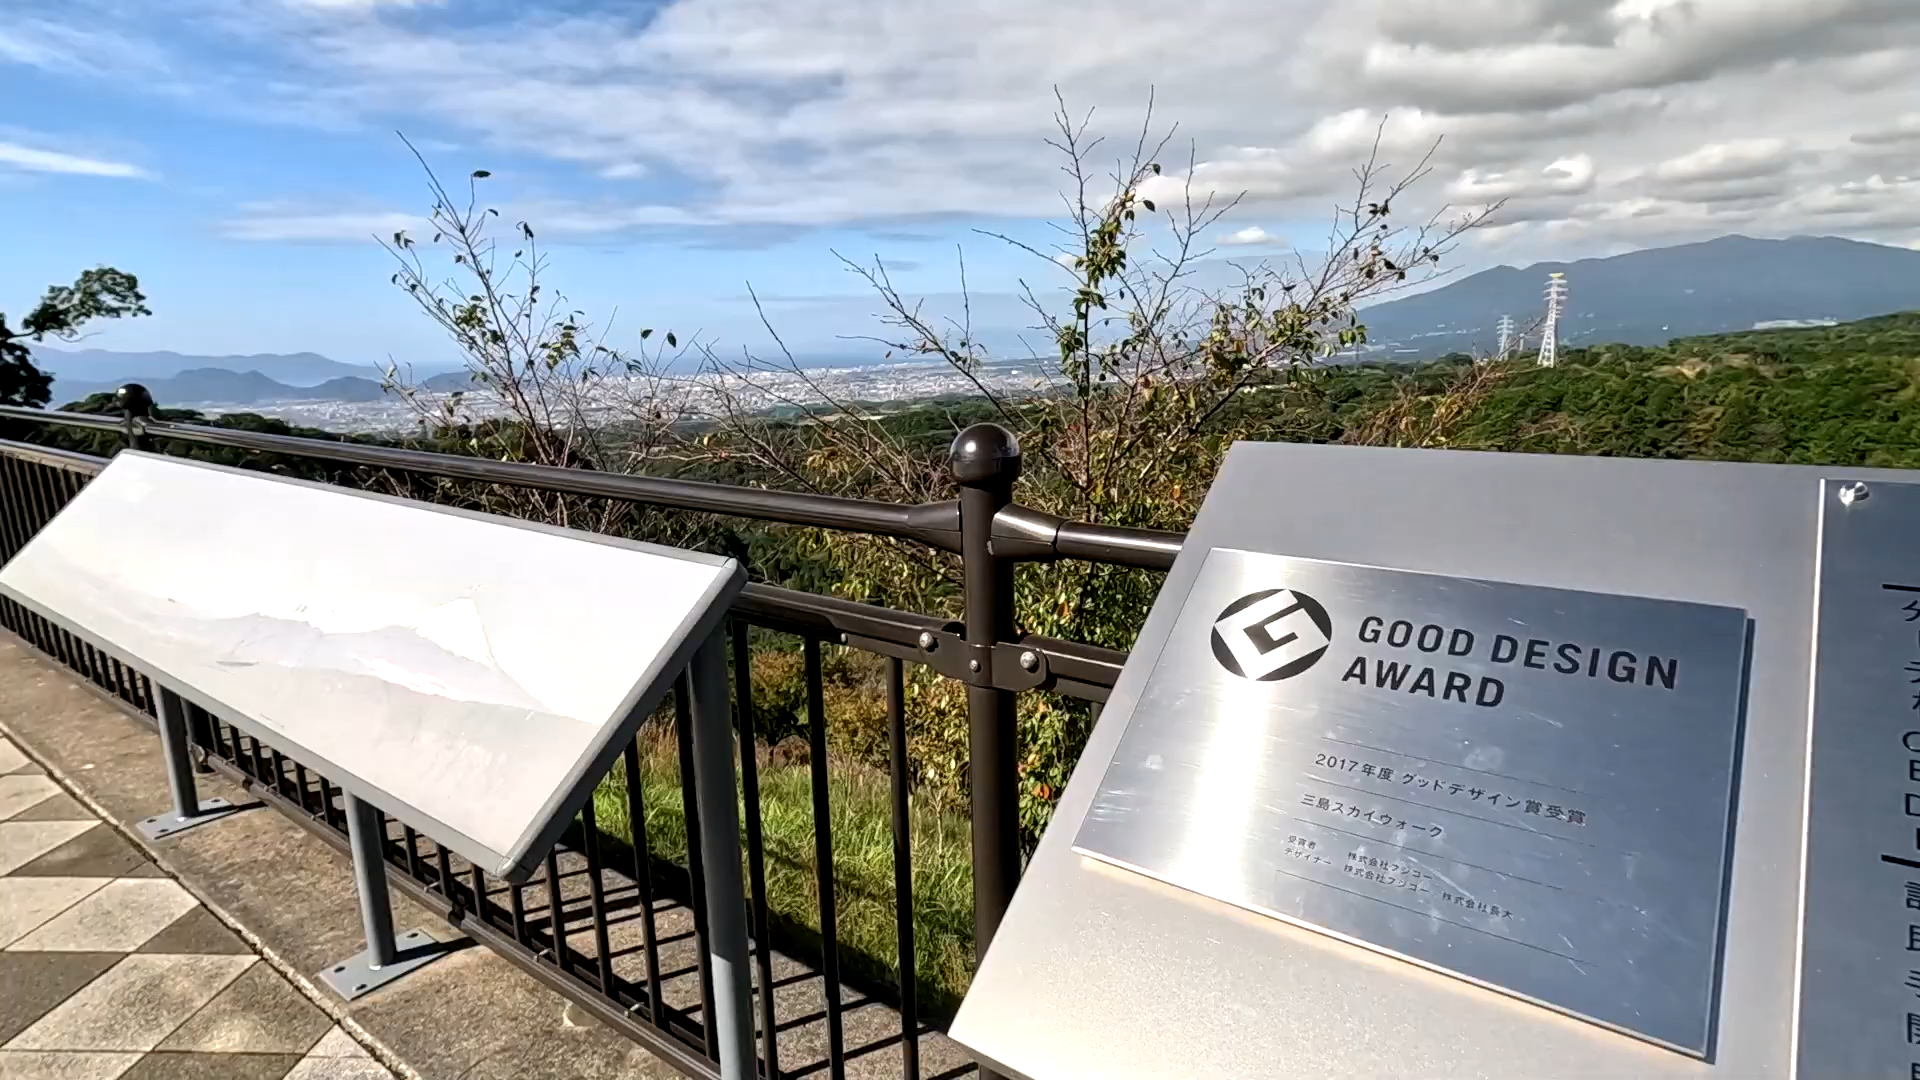 GOOD DESIGN
AWARD
2017年度 グッドデザイン賞受賞
三島スカイウォーク
受賞者 株式会社フジコー
デザイナー 株式会社フジコー 株式会社長大